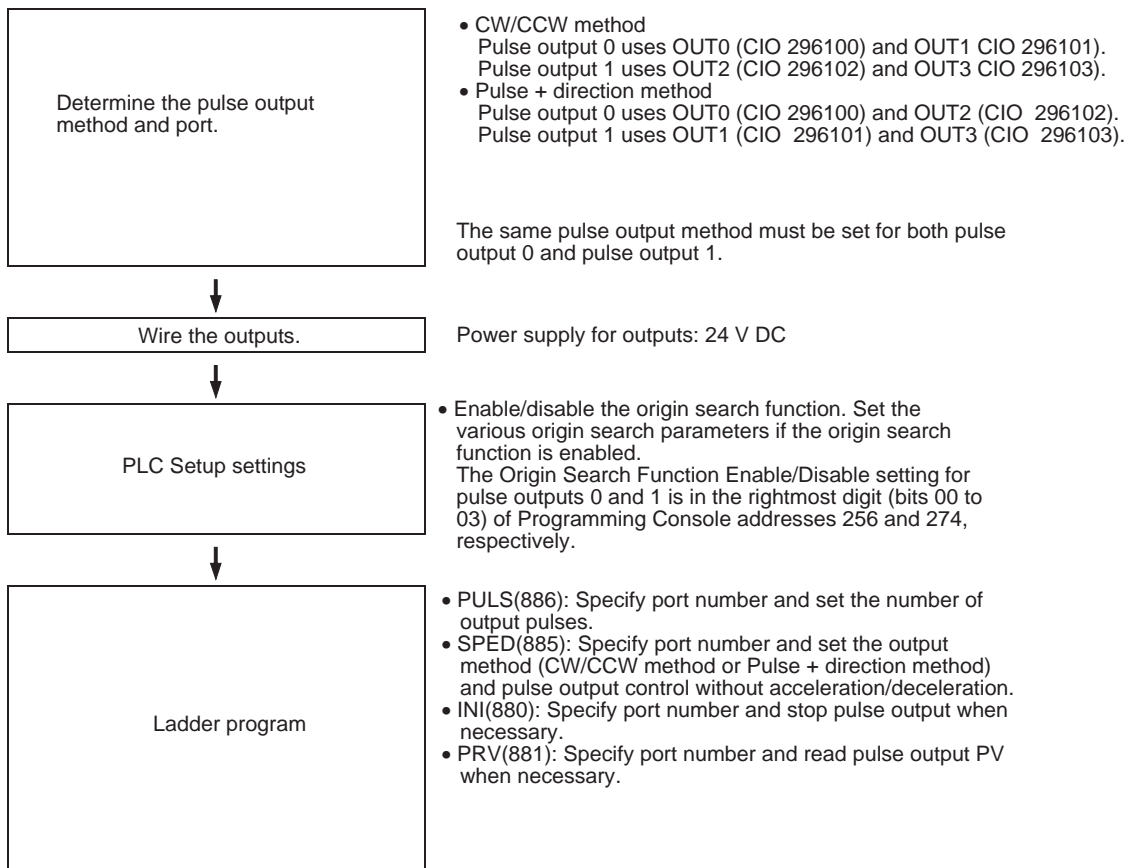 • CW/CCW method
Pulse output 0 uses OUT0 (CIO 296100) and OUT1 CIO 296101).
Pulse output 1 uses OUT2 (CIO 296102) and OUT3 CIO 296103).
• Pulse + direction method
Pulse output 0 uses OUT0 (CIO 296100) and OUT2 (CIO  296102).
Pulse output 1 uses OUT1 (CIO  296101) and OUT3 (CIO  296103).
Determine the pulse output
method and port.
The same pulse output method must be set for both pulse
output 0 and pulse output 1.
Wire the outputs.
Power supply for outputs: 24 V DC
PLC Setup settings
• Enable/disable the origin search function. Set the
various origin search parameters if the origin search
function is enabled.
The Origin Search Function Enable/Disable setting for
pulse outputs 0 and 1 is in the rightmost digit (bits 00 to
03) of Programming Console addresses 256 and 274,
respectively.
Ladder program
• PULS(886): Specify port number and set the number of
output pulses.
• SPED(885): Specify port number and set the output
method (CW/CCW method or Pulse + direction method)
and pulse output control without acceleration/deceleration.
• INI(880): Specify port number and stop pulse output when
necessary.
• PRV(881): Specify port number and read pulse output PV
when necessary.